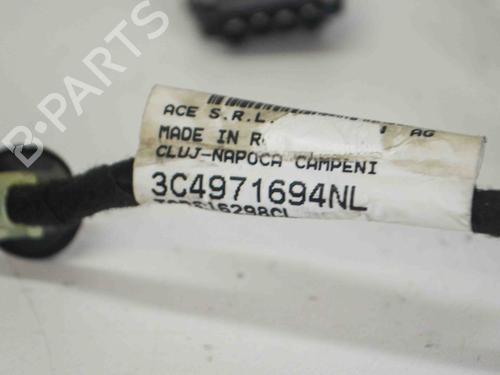 B-Parts
ACE S.R.L.
AG
MADE IN
CLUJ-NAPOCA CAMPENI
3C4971694NL